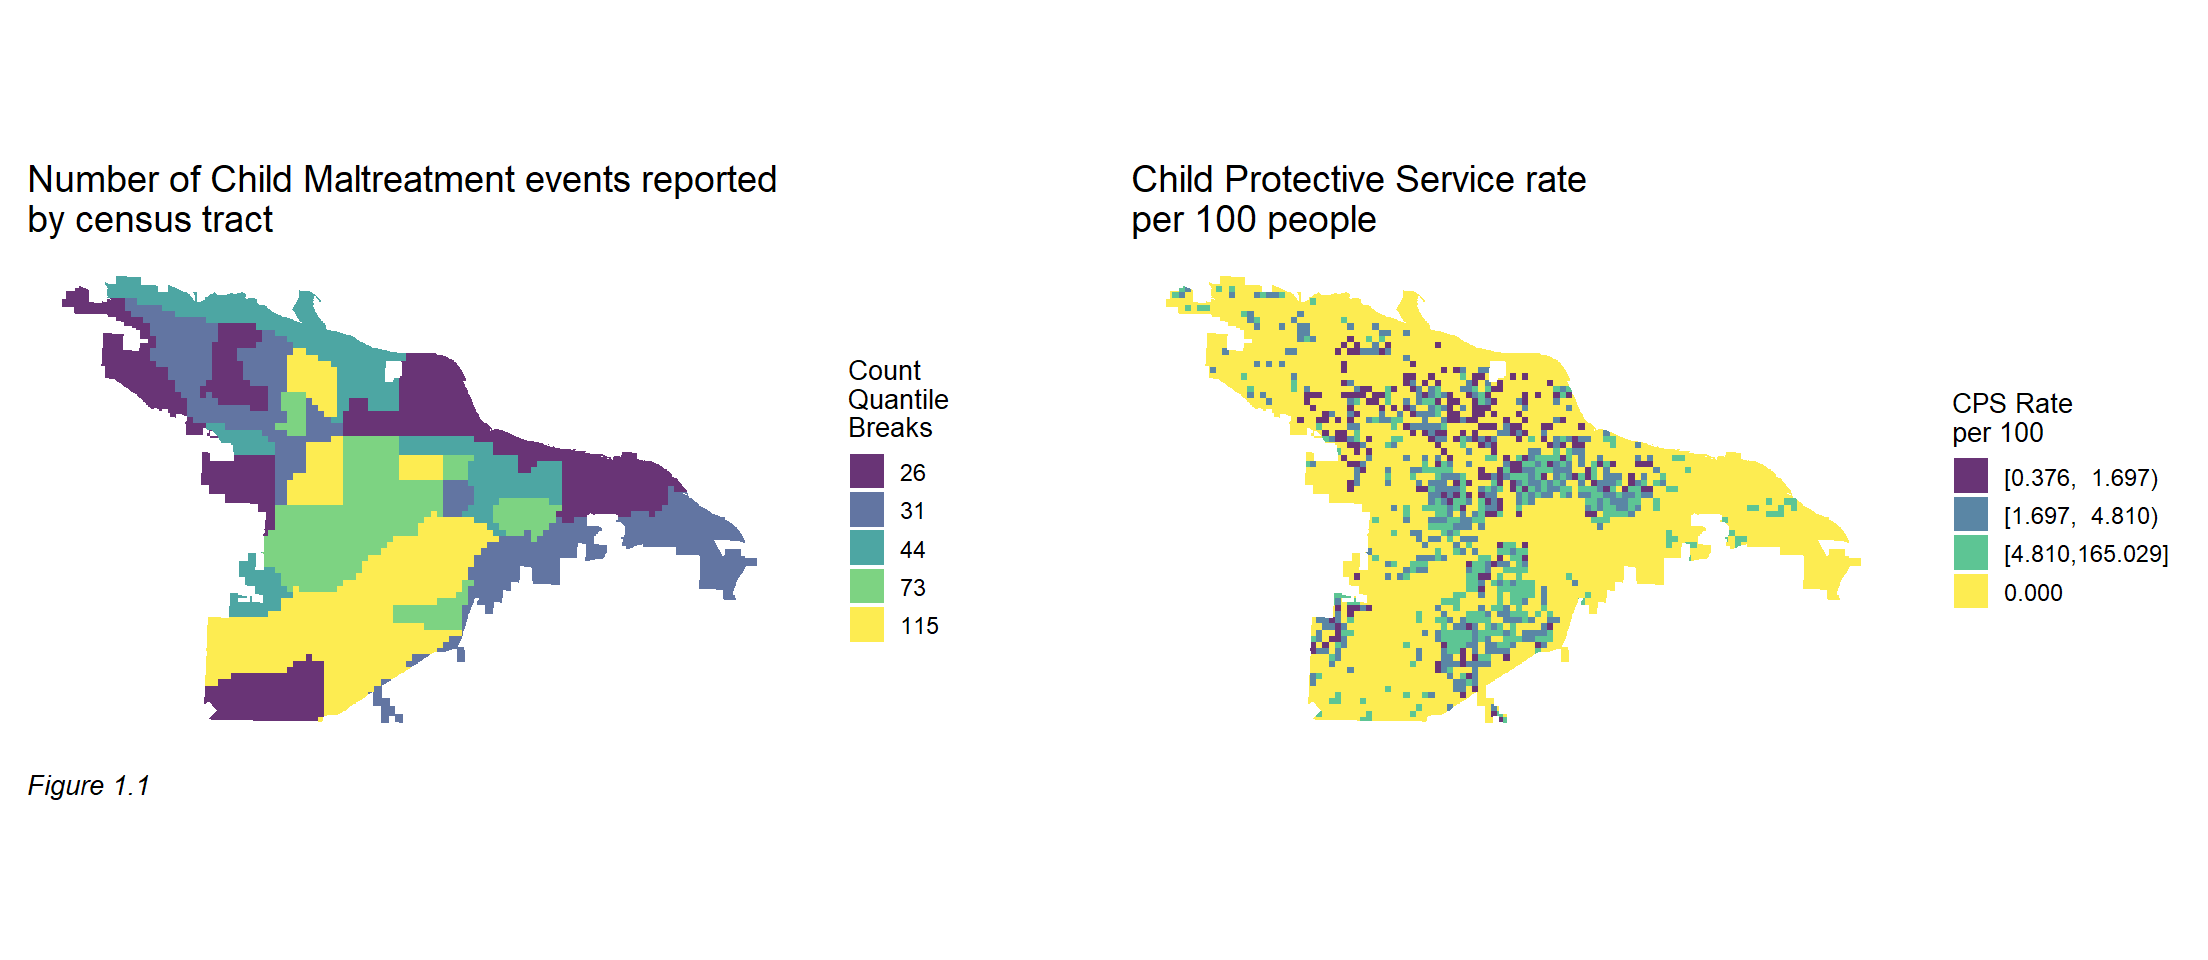 Number of Child Maltreatment events reported
by census tract
Count
Quantile
Breaks
26
31
44
73
115
Child Protective Service rate
per 100 people
CPS Rate
per 100
[0.376, 1.697)
[1.697, 4.810)
[4.810,165.029]
0.000
Figure 1.1